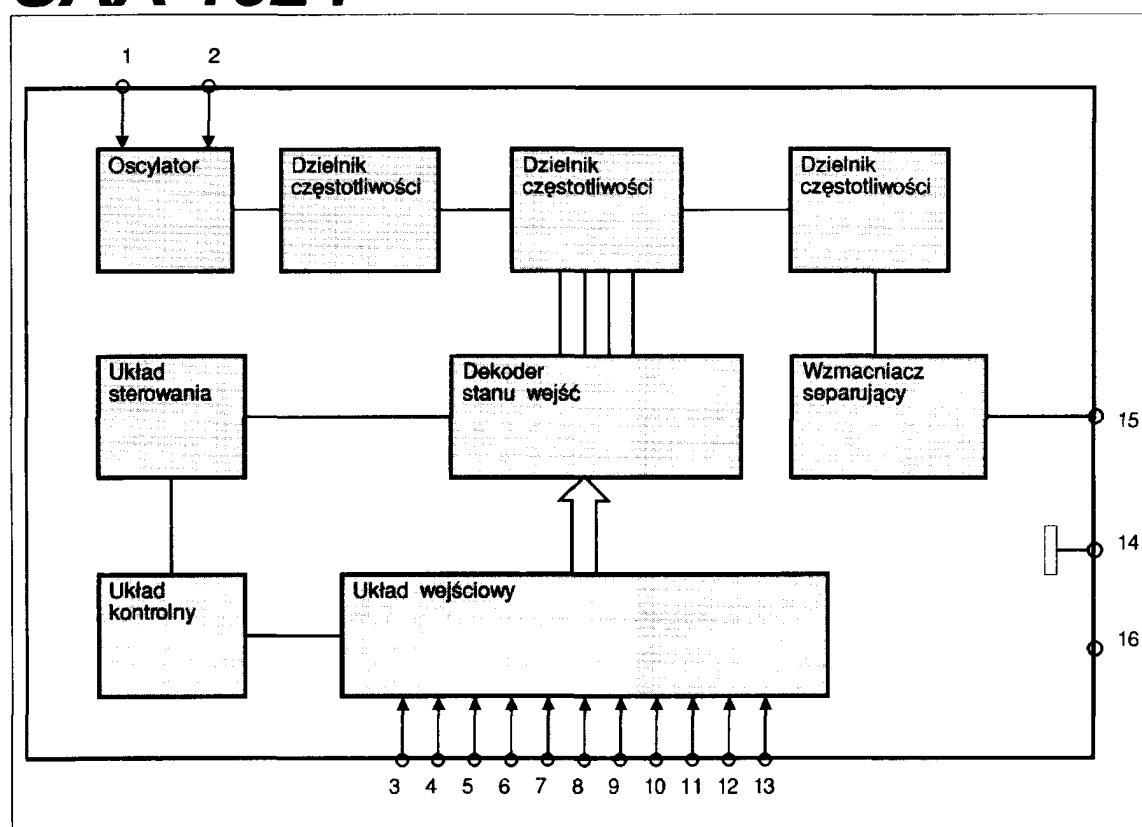 1 2
Oscylator
Dzielnik
częstotliwości
Dzielnik
częstotliwości
Dzielnik
częstotliwości
Układ
sterowania
Dekoder
stanu wejść
Wzmacniacz
separujący
15
14
16
Układ
kontrolny
Układ wejściowy
3 4 5 6 7 8 9 10 11 12 13